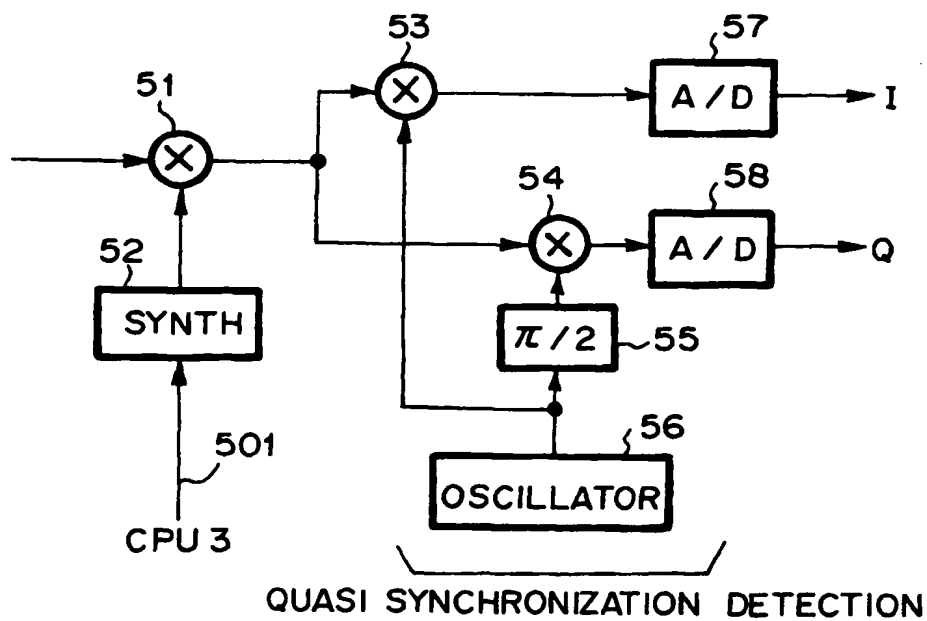 53
57
51
A/D
I
54
58
52
A/D
Q
SYNTH
π/2
55
501
56
OSCILLATOR
CPU 3
QUASI SYNCHRONIZATION DETECTION